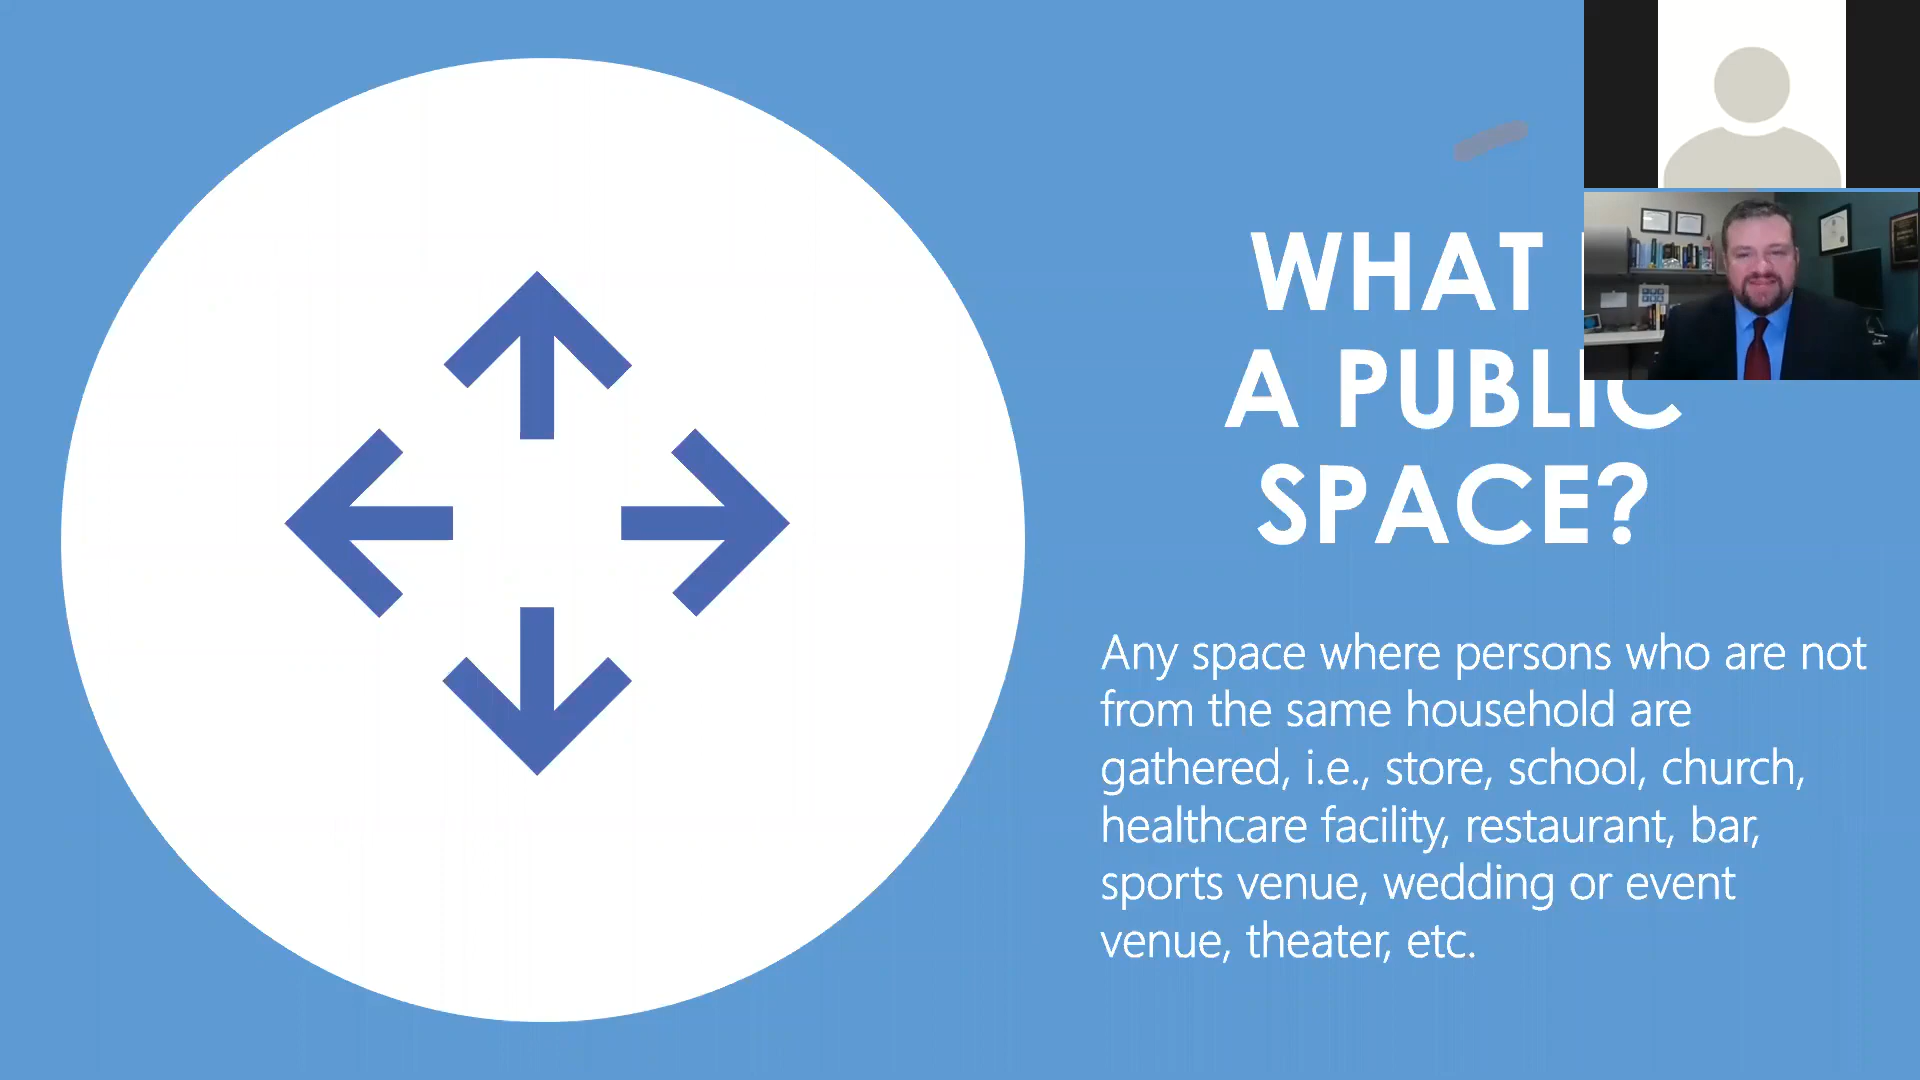 WHAT
A PUBLIC
SPACE?
Any space where persons who are not
from the same household are
gathered, i.e., store, school, church,
healthcare facility, restaurant, bar,
sports venue, wedding or event
venue, theater, etc.